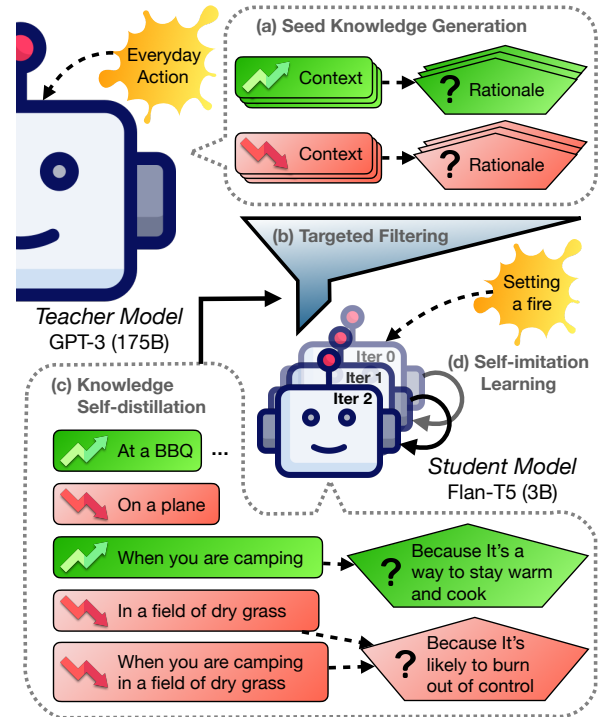 (a) Seed Knowledge Generation
Everyday
Action
Context
? Rationale
Context
? Rationale
(b) Targeted Filtering
Setting
a fire
Teacher Model
GPT-3 (175B)
Iter 0
Iter 1
Iter 2
(d) Self-imitation
Learning
(c) Knowledge
Self-distillation
Student Model
Flan-T5 (3B)
At a BBQ ...
On a plane
When you are camping
? Because It's a
way to stay warm
and cook
In a field of dry grass
When you are camping
in a field of dry grass
? Because It's
likely to burn
out of control